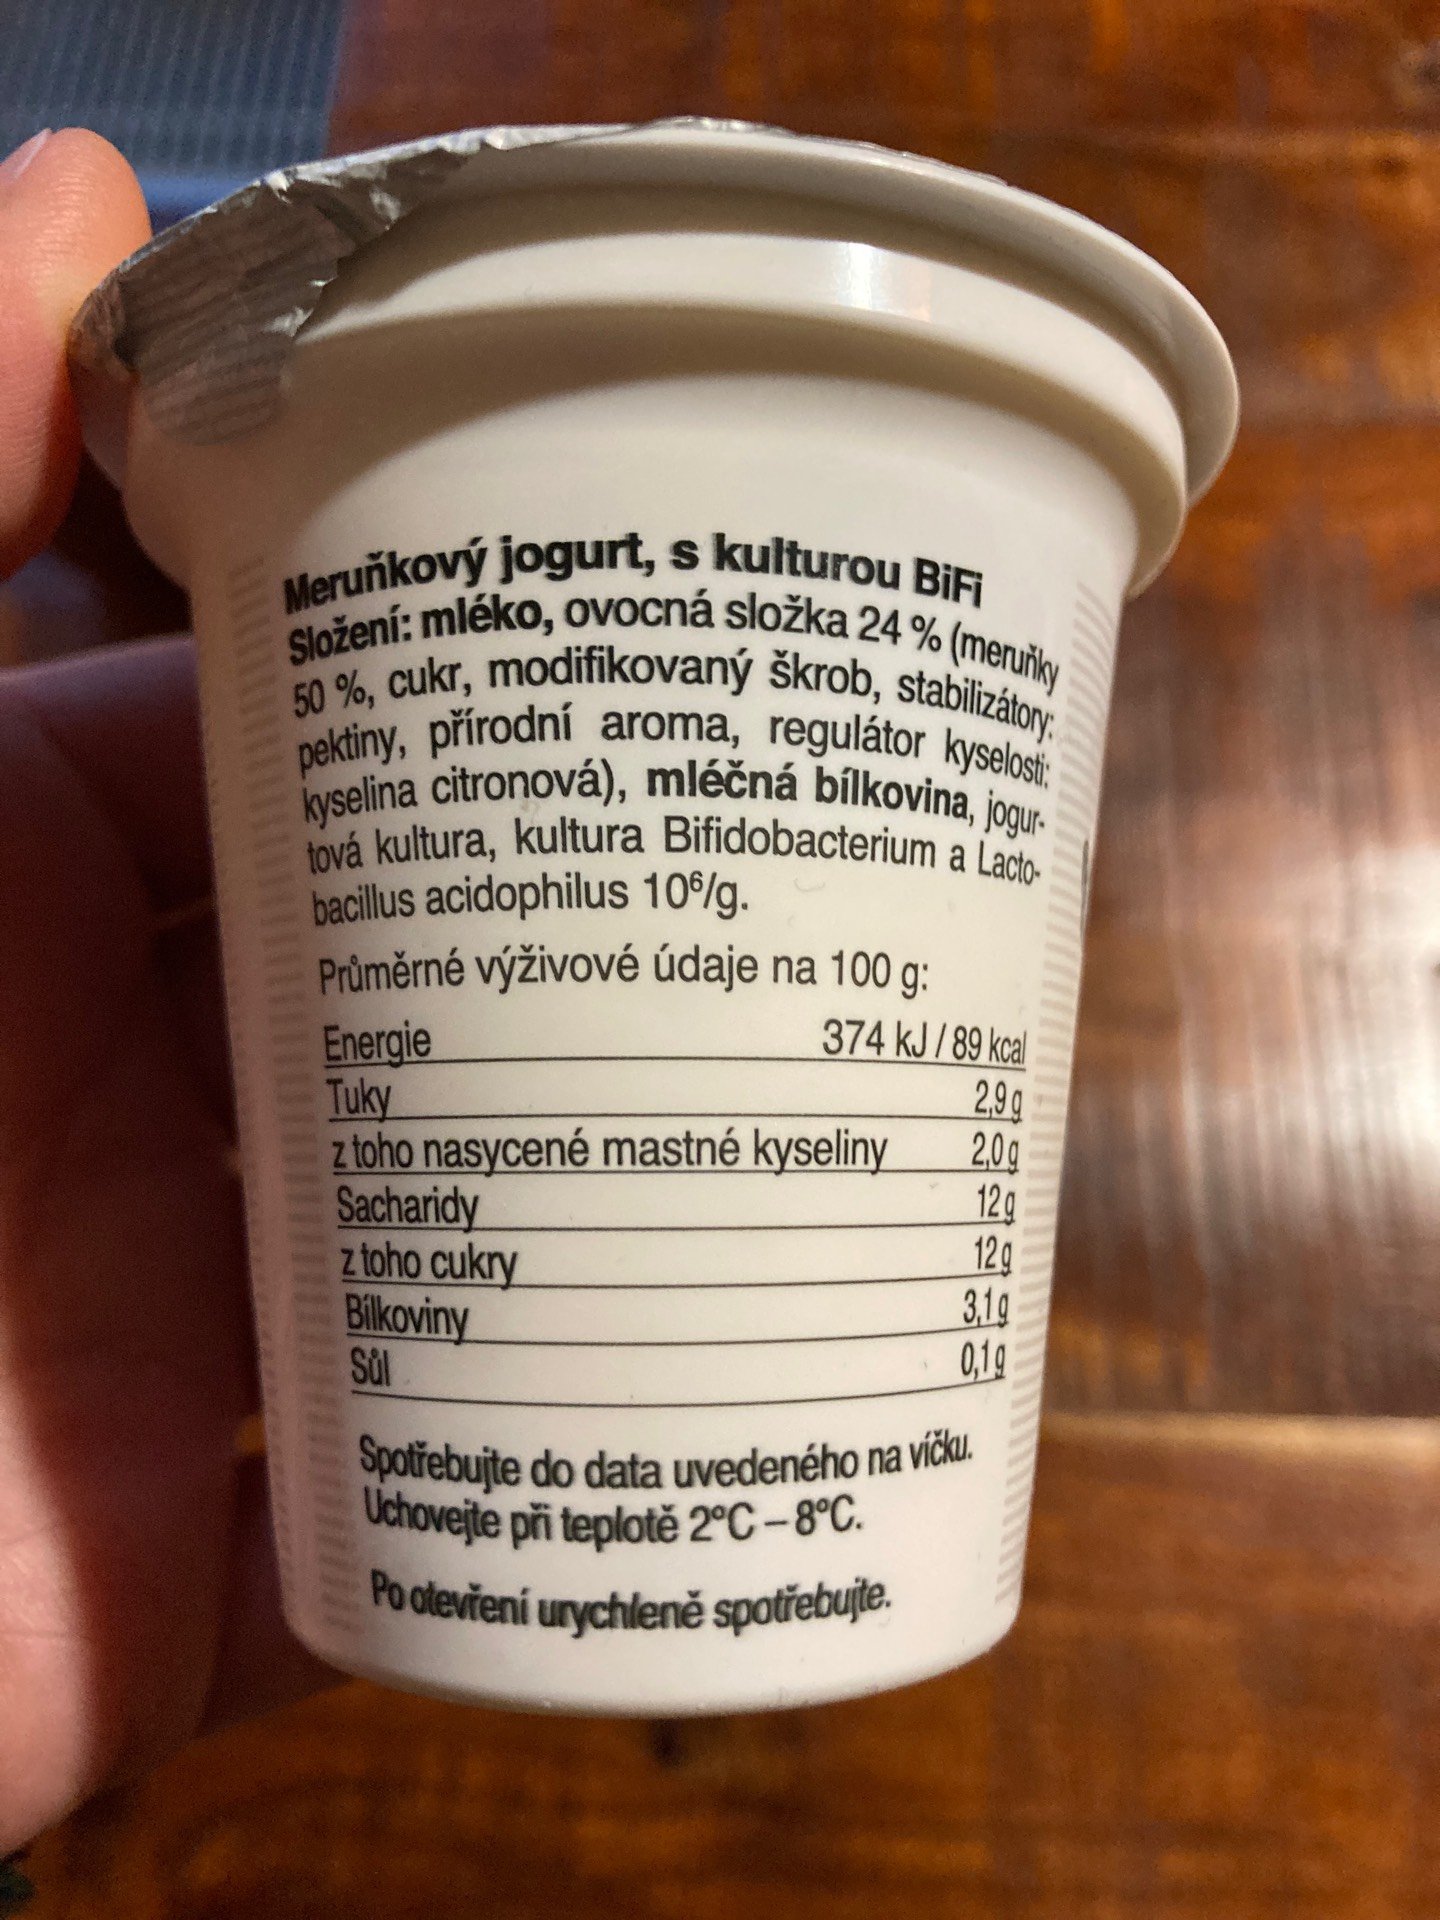 Meruňkový jogurt, s kulturou BiFi
Složení: mléko, ovocná složka 24 % (meruňky
50 %, cukr, modifikovaný škrob, stabilizátory:
pektiny, přírodní aroma, regulátor kyselosti:
kyselina citronová), mléčná bílkovina, jogur-
tová kultura, kultura Bifidobacterium a Lacto-
bacillus acidophilus 10⁶/g.
Průměrné výživové údaje na 100 g:
Energie 374 kJ / 89 kcal
Tuky 2,9 g
z toho nasycené mastné kyseliny 2,0 g
Sacharidy 12 g
z toho cukry 12 g
Bílkoviny 3,1 g
Sůl 0,1 g
Spotřebujte do data uvedeného na víčku.
Uchovejte při teplotě 2°C – 8°C.
Po otevření urychleně spotřebujte.